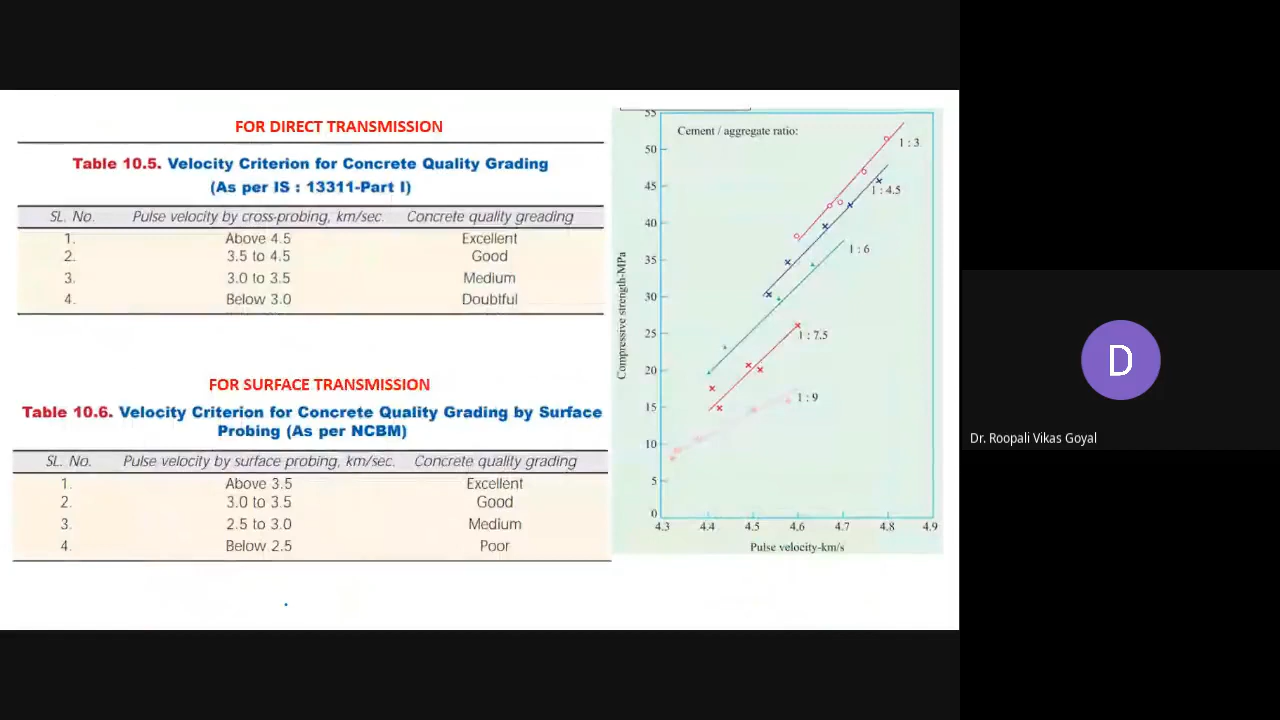 FOR DIRECT TRANSMISSION
Table 10.5. Velocity Criterion for Concrete Quality Grading
(As per IS : 13311-Part I)
SL. No. Pulse velocity by cross-probing, km/sec. Concrete quality greading
1. Above 4.5 Excellent
2. 3.5 to 4.5 Good
3. 3.0 to 3.5 Medium
4. Below 3.0 Doubtful
FOR SURFACE TRANSMISSION
Table 10.6. Velocity Criterion for Concrete Quality Grading by Surface
Probing (As per NCBM)
SL. No. Pulse velocity by surface probing, km/sec. Concrete quality grading
1. Above 3.5 Excellent
2. 3.0 to 3.5 Good
3. 2.5 to 3.0 Medium
4. Below 2.5 Poor
Cement / aggregate ratio:
1 : 3
1 : 4.5
1 : 6
1 : 7.5
1 : 9
Compressive strength-MPa
55
50
45
40
35
30
25
20
15
10
5
0
4.3 4.4 4.5 4.6 4.7 4.8 4.9
Pulse velocity-km/s
D
Dr. Roopali Vikas Goyal